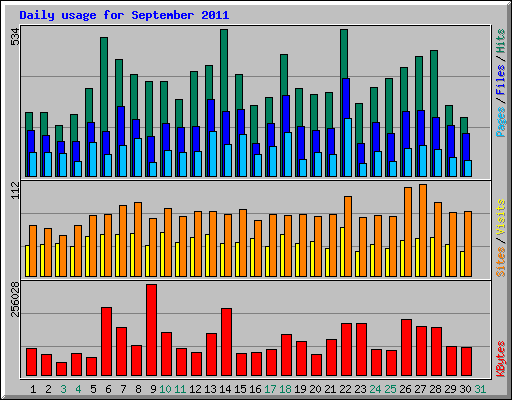 Daily usage for September 2011
534
Pages / Files / Hits
112
Sites / Visits
256028
KBytes
1 2 3 4 5 6 7 8 9 10 11 12 13 14 15 16 17 18 19 20 21 22 23 24 25 26 27 28 29 30 31